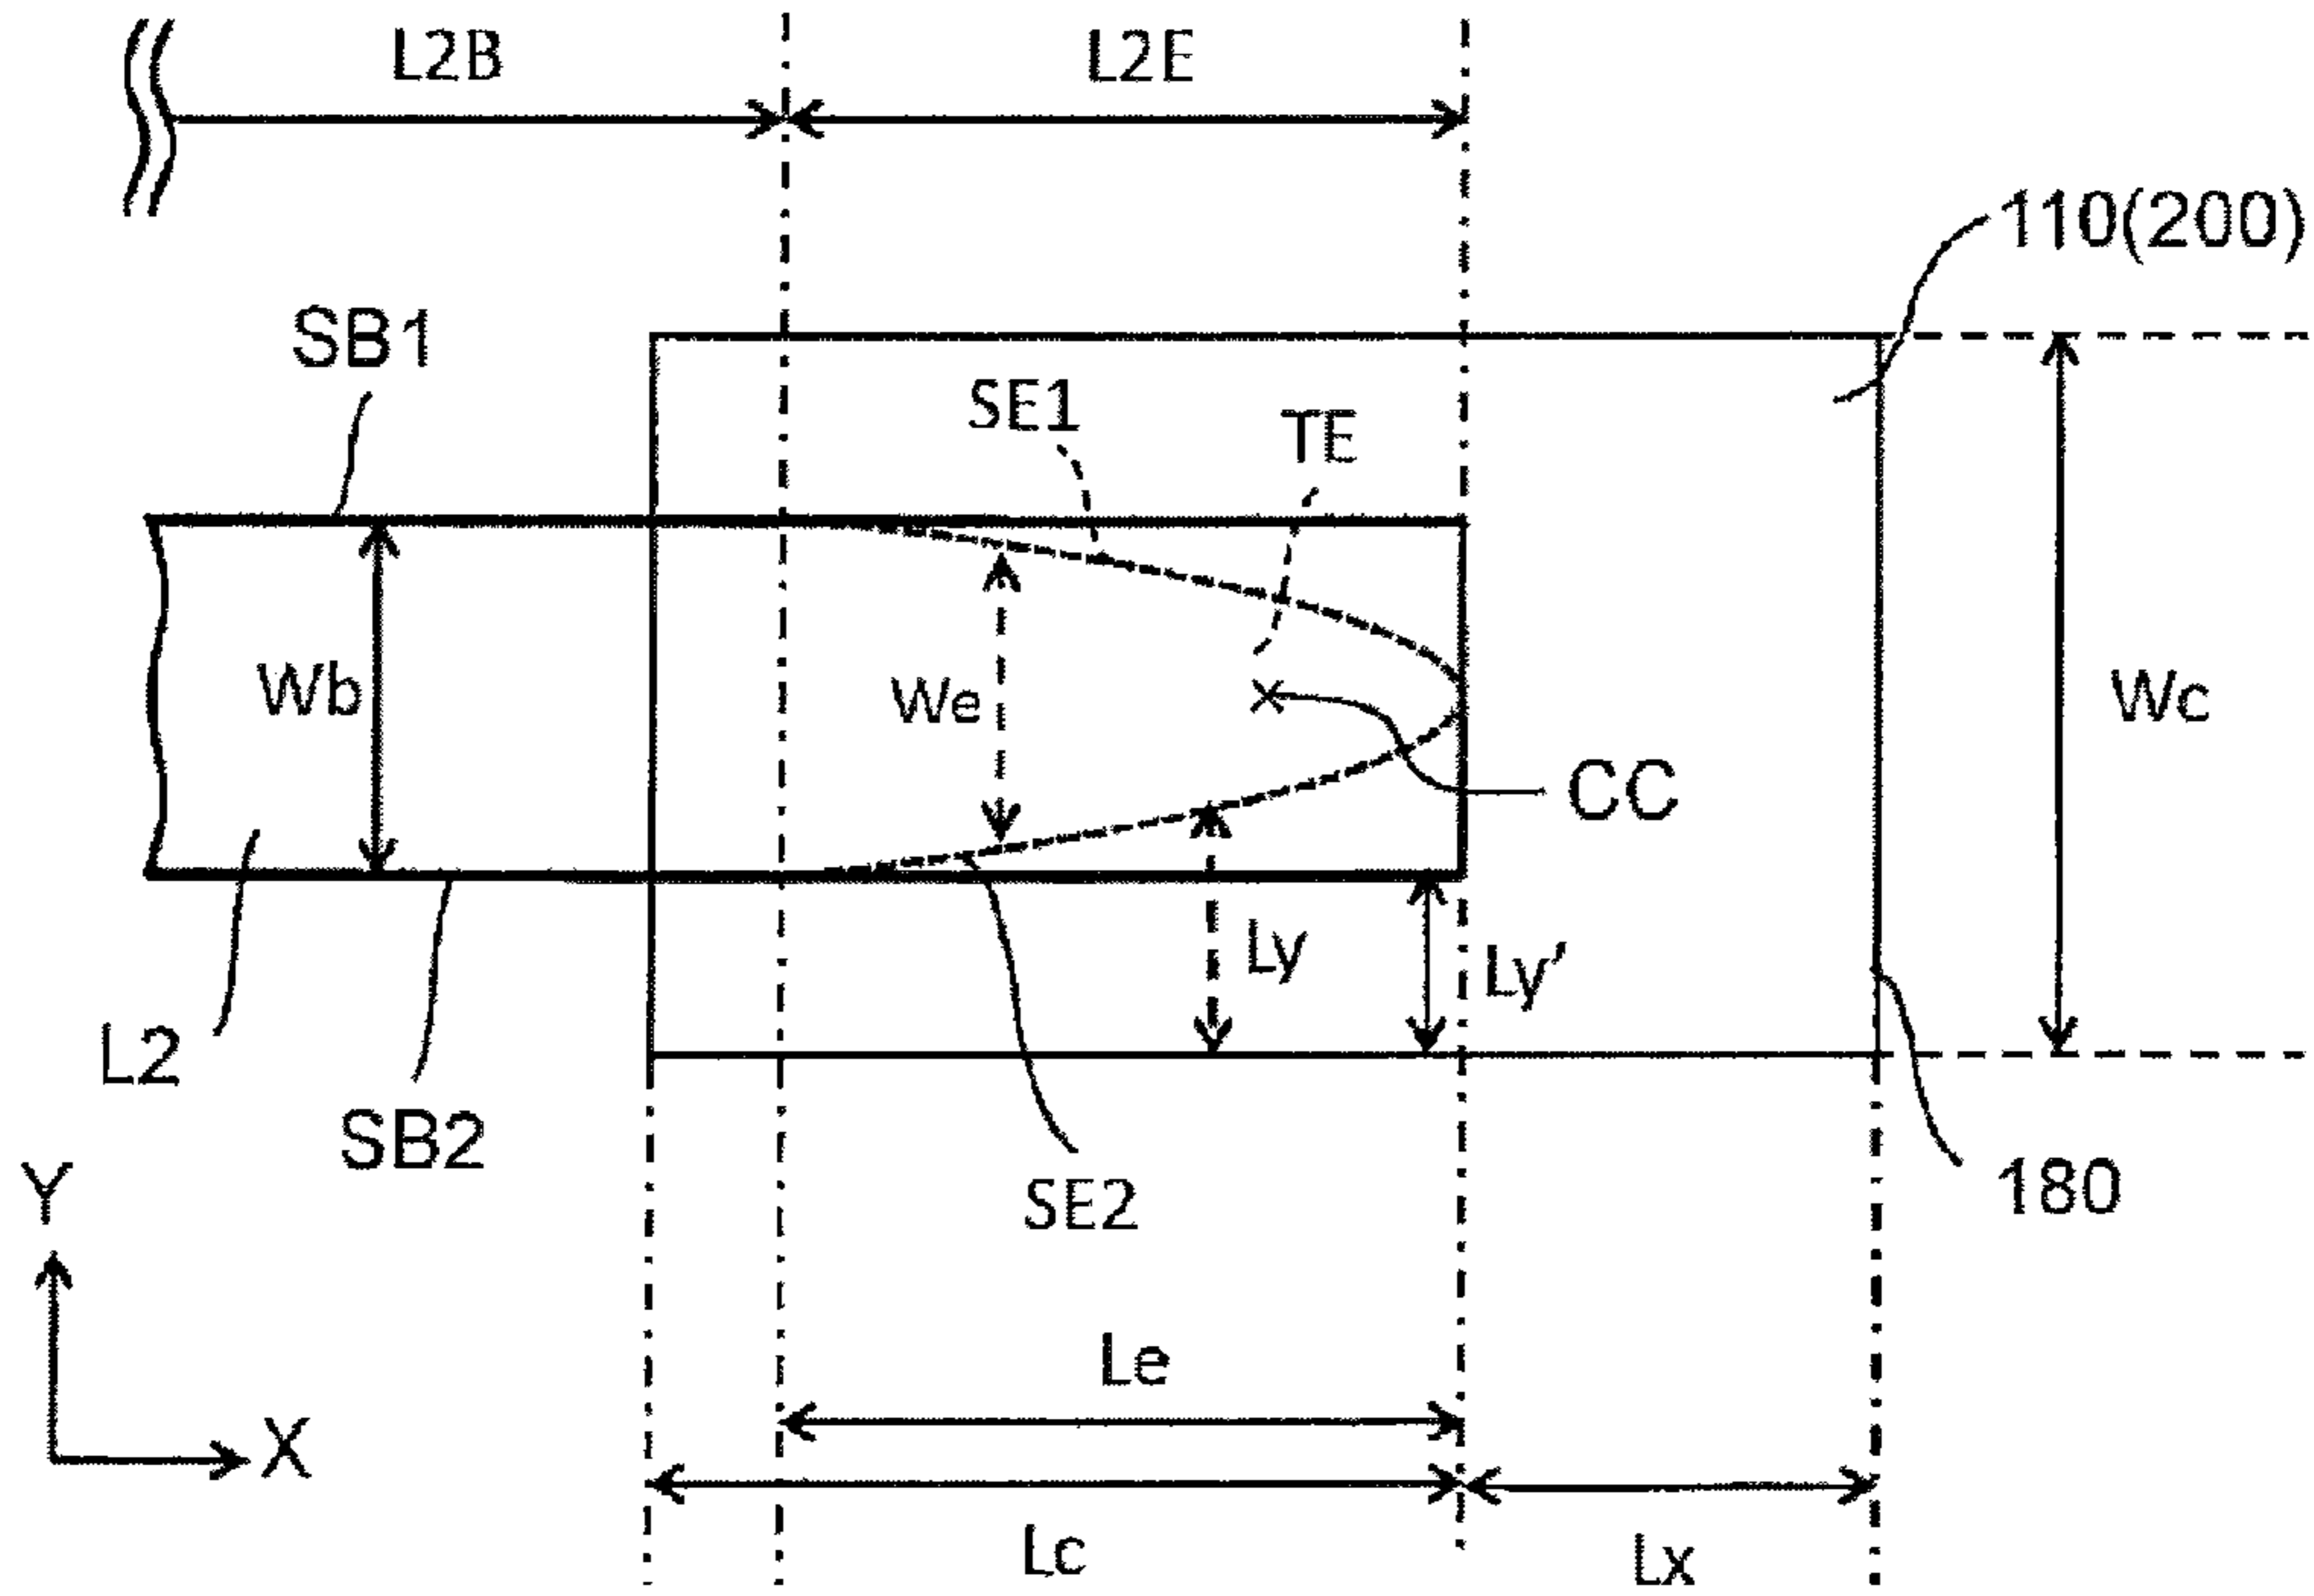 L2B
L2E
110(200)
SB1
SE1
TE
Wb
We
Wc
CC
Ly
Ly'
L2
SB2
SE2
180
Y
X
Le
Lc
Lx